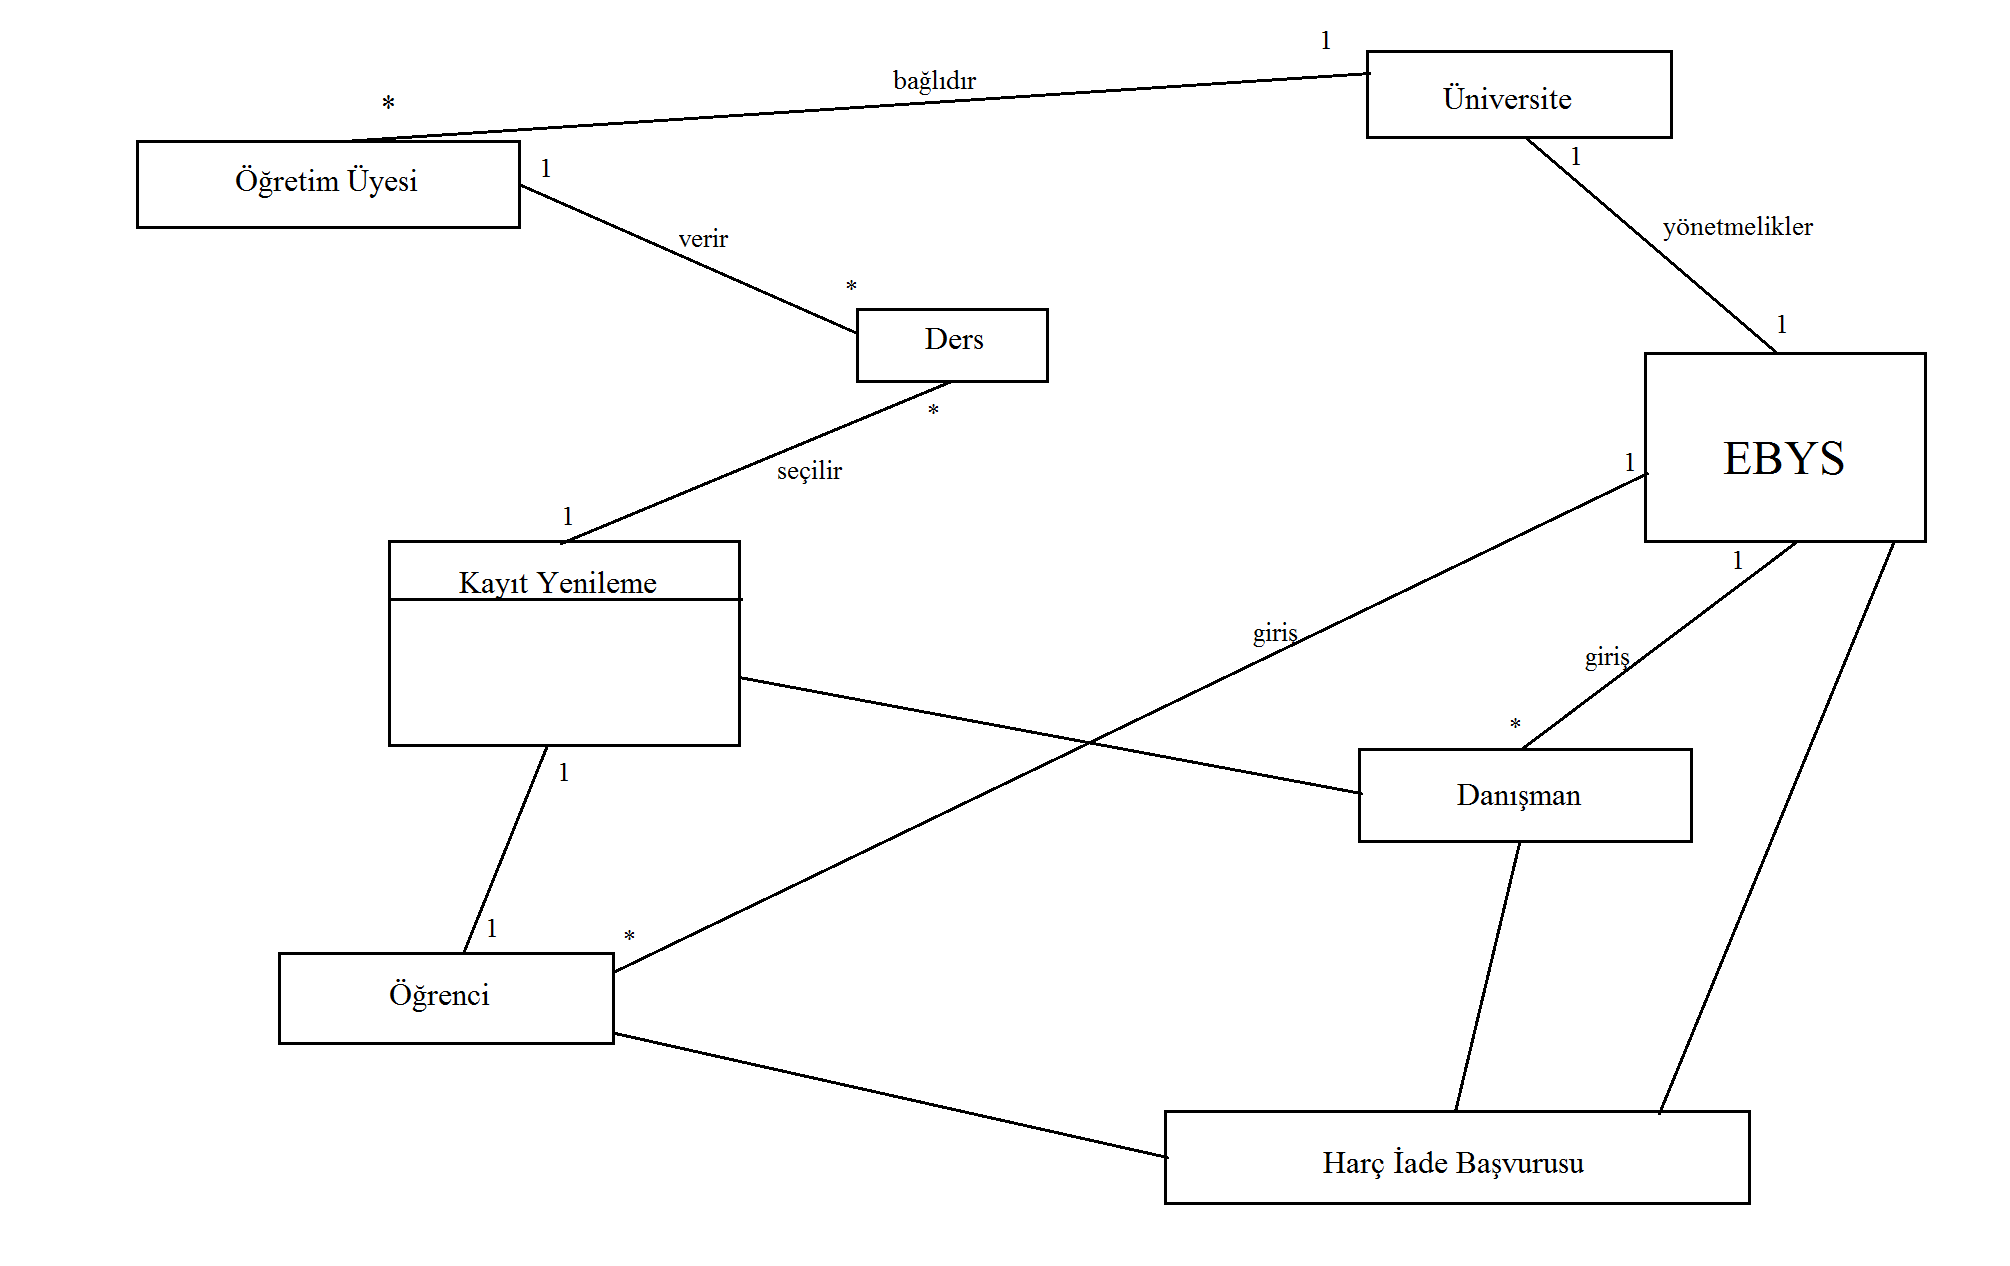 1
bağlıdır
Üniversite
*
Öğretim Üyesi
1
1
verir
yönetmelikler
*
1
Ders
*
EBYS
seçilir
1
1
1
Kayıt Yenileme
giriş
giriş
*
1
Danışman
1
*
Öğrenci
Harç İade Başvurusu